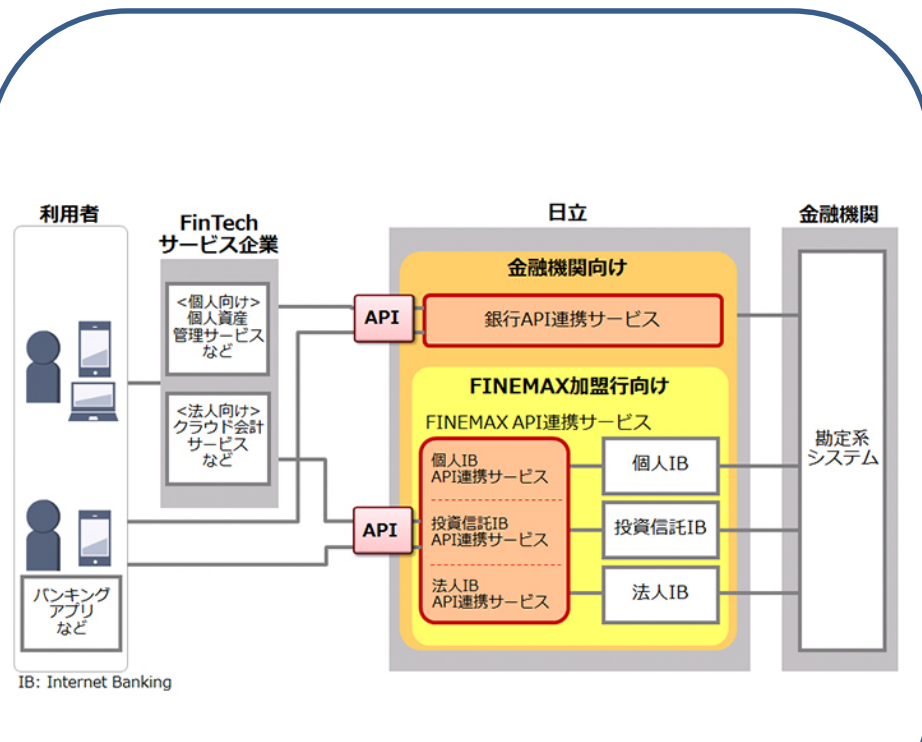 利用者
FinTech
サービス企業
日立
金融機関
<個人向け>
個人資産
管理サービス
など
<法人向け>
クラウド会計
サービス
など
バンキング
アプリ
など
API
API
金融機関向け
銀行API連携サービス
FINEMAX加盟行向け
FINEMAX API連携サービス
個人IB
API連携サービス
投資信託IB
API連携サービス
法人IB
API連携サービス
個人IB
投資信託IB
法人IB
勘定系
システム
IB: Internet Banking